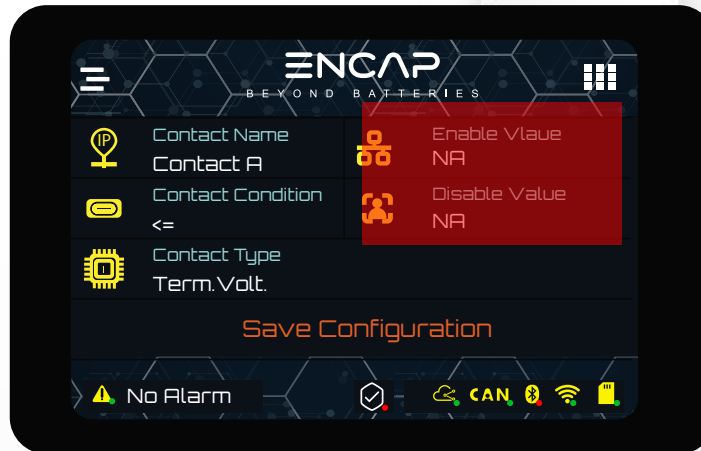 ENCAP
BEYOND BATTERIES
IP
Contact Name
Contact A
Enable Vlaue
NA
Contact Condition
<=
Disable Value
NA
Contact Type
Term.Volt.
Save Configuration
No Alarm
CAN